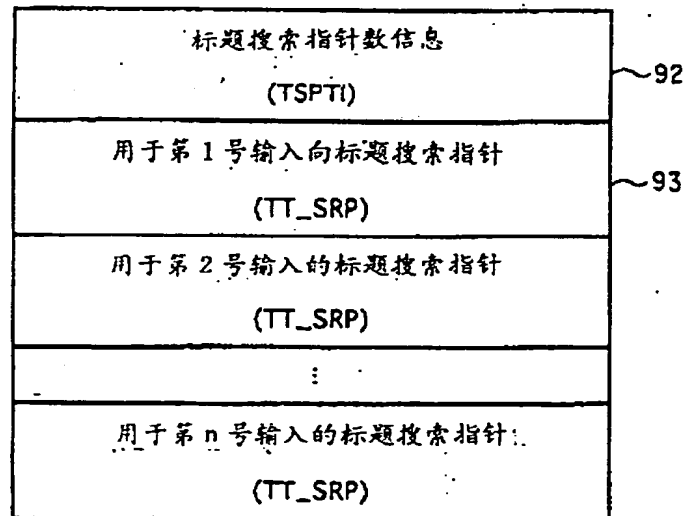 标题搜索指针数信息
(TSPTI)
92
用于第1号输入向标题搜索指针
(TT_SRP)
93
用于第2号输入的标题搜索指针
(TT_SRP)
⋮
用于第n号输入的标题搜索指针
(TT_SRP)